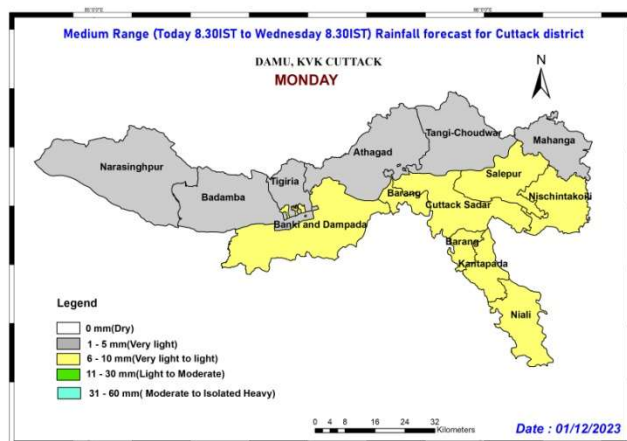 Medium Range (Today 8.30IST to Wednesday 8.30IST) Rainfall forecast for Cuttack district
DAMU, KVK CUTTACK
MONDAY
N
Tangi-Choudwar
Mahanga
Athagad
Narasinghpur
Tigiria
Salepur
Badamba
Barang
Nischintakoili
Cuttack Sadar
Banki and Dampada
Barang
Kantapada
Niali
Legend
0 mm(Dry)
1 - 5 mm(Very light)
6 - 10 mm(Very light to light)
11 - 30 mm(Light to Moderate)
31 - 60 mm( Moderate to Isolated Heavy)
0 4 8 16 24 32
Kilometers
Date : 01/12/2023